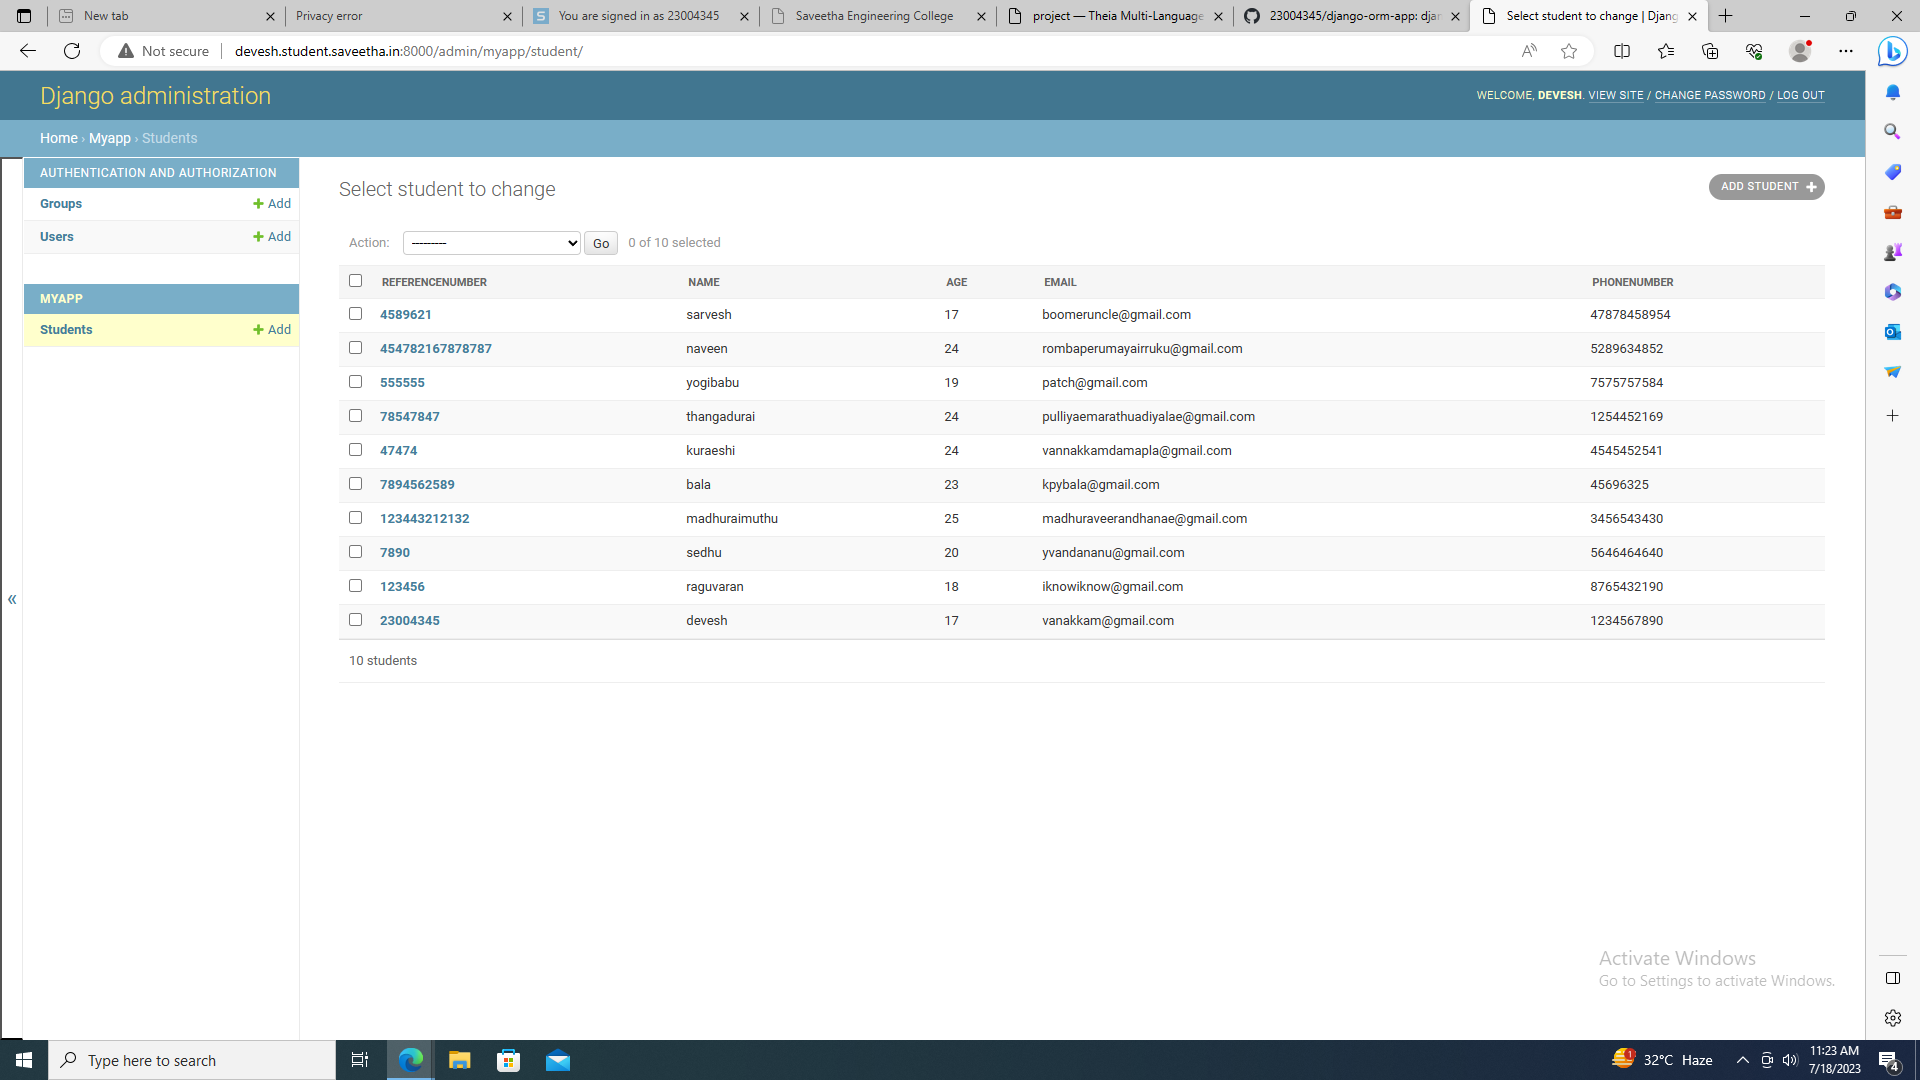 New tab
Privacy error
You are signed in as 23004345
Saveetha Engineering College
project — Theia Multi-Language
23004345/django-orm-app: djan
Select student to change | Djang
Not secure
devesh.student.saveetha.in:8000/admin/myapp/student/
Django administration
WELCOME, DEVESH. VIEW SITE / CHANGE PASSWORD / LOG OUT
Home › Myapp › Students
AUTHENTICATION AND AUTHORIZATION
Groups + Add
Users + Add
MYAPP
Students + Add
«
Select student to change
ADD STUDENT +
Action: --------- Go 0 of 10 selected
REFERENCENUMBER NAME AGE EMAIL PHONENUMBER
4589621 sarvesh 17 boomeruncle@gmail.com 47878458954
454782167878787 naveen 24 rombaperumayairruku@gmail.com 5289634852
555555 yogibabu 19 patch@gmail.com 7575757584
78547847 thangadurai 24 pulliyaemarathuadiyalae@gmail.com 1254452169
47474 kuraeshi 24 vannakkamdamapla@gmail.com 4545452541
7894562589 bala 23 kpybala@gmail.com 45696325
123443212132 madhuraimuthu 25 madhuraveerandhanae@gmail.com 3456543430
7890 sedhu 20 yvandananu@gmail.com 5646464640
123456 raguvaran 18 iknowiknow@gmail.com 8765432190
23004345 devesh 17 vanakkam@gmail.com 1234567890
10 students
Activate Windows
Go to Settings to activate Windows.
Type here to search
1
32°C Haze
11:23 AM
7/18/2023
4